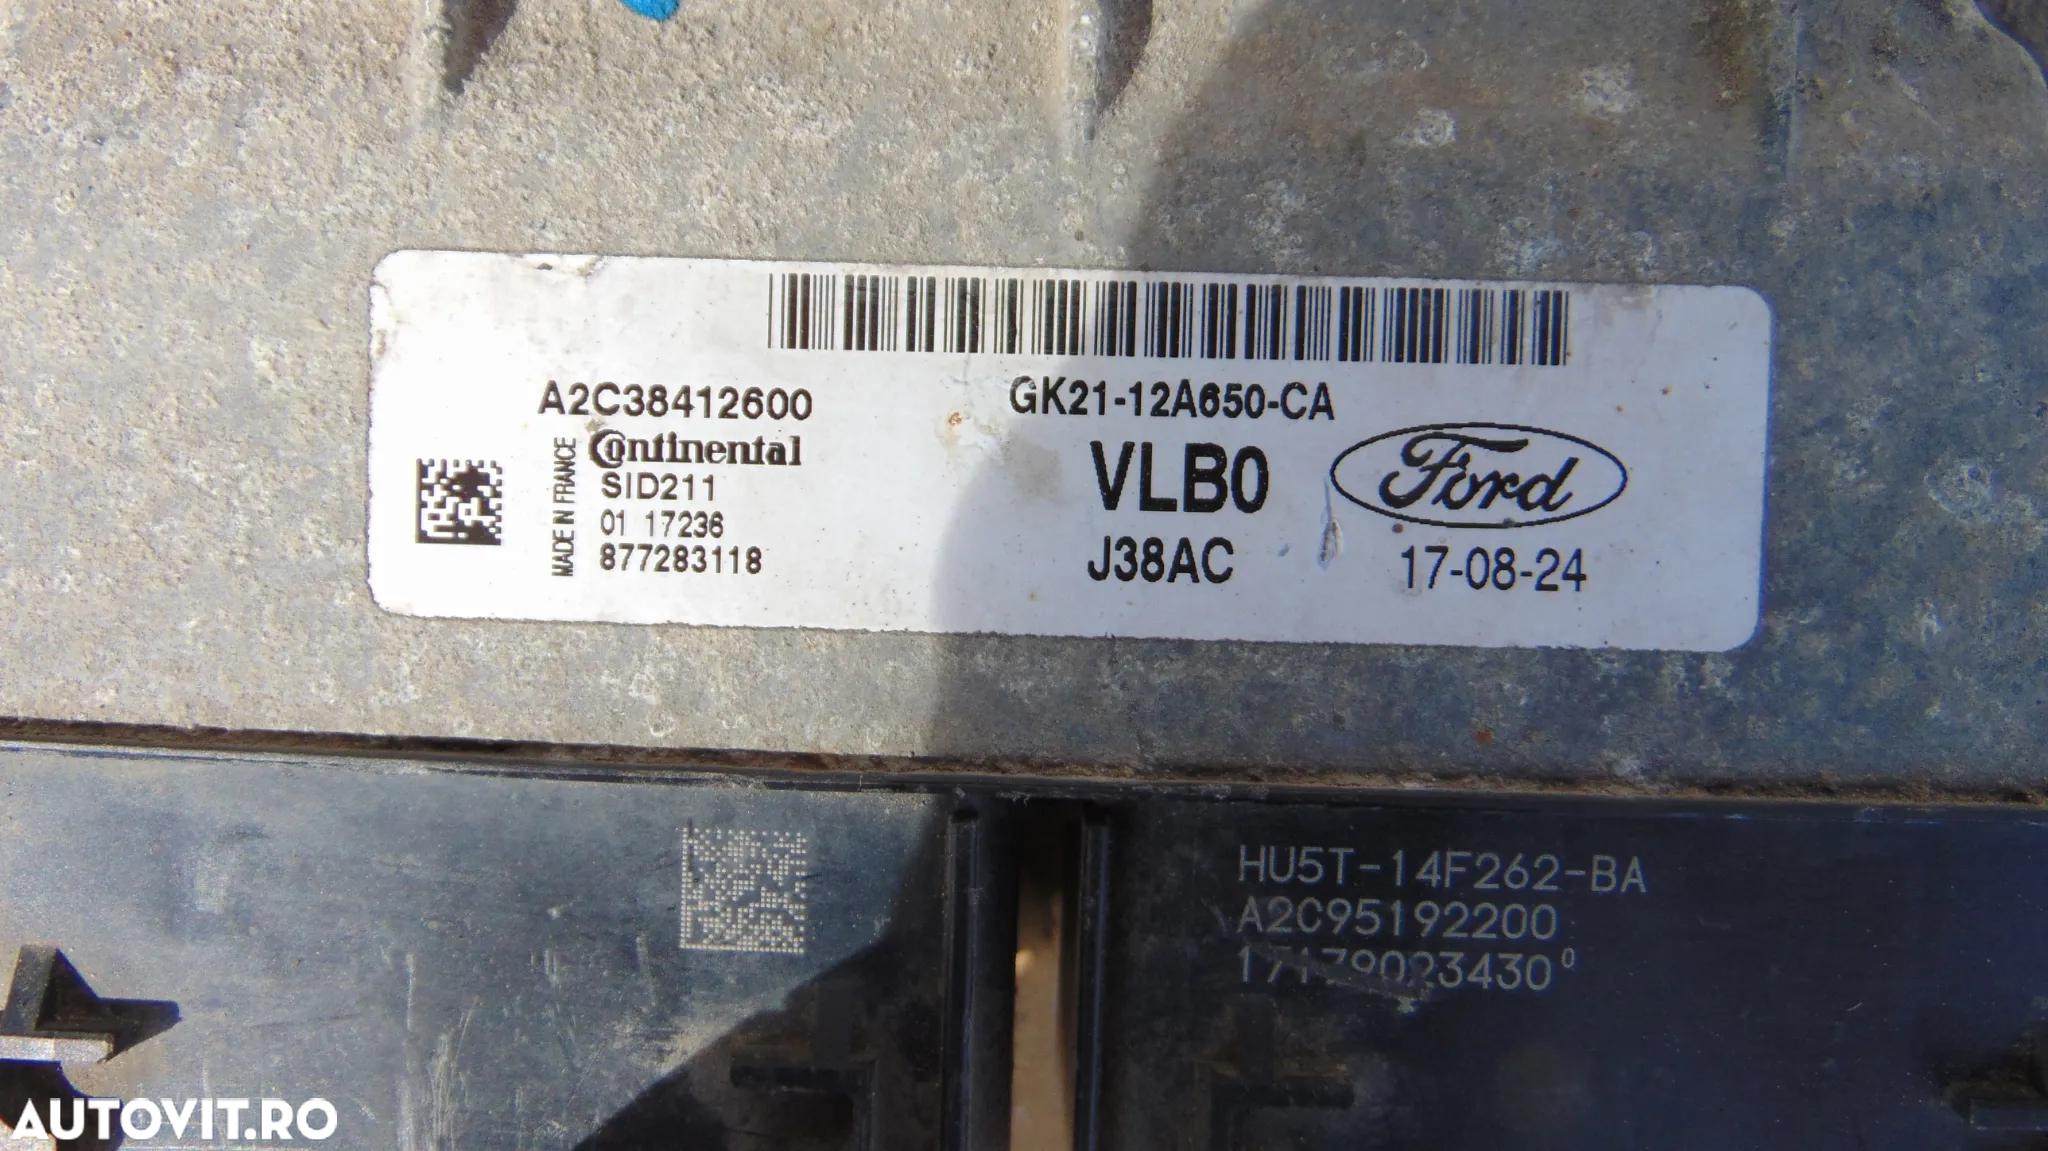 A2C38412600
GK21-12A650-CA
MADE IN FRANCE
Continental
SID211
01 17236
877283118
VLB0
J38AC
Ford
17-08-24
HU5T-14F262-BA
A2C95192200
17179023430⁰
AUTOVIT.RO